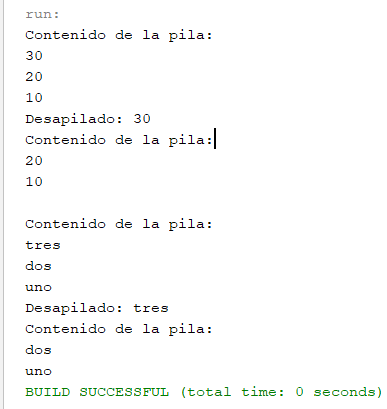 run:
Contenido de la pila:
30
20
10
Desapilado: 30
Contenido de la pila:
20
10
Contenido de la pila:
tres
dos
uno
Desapilado: tres
Contenido de la pila:
dos
uno
BUILD SUCCESSFUL (total time: 0 seconds)